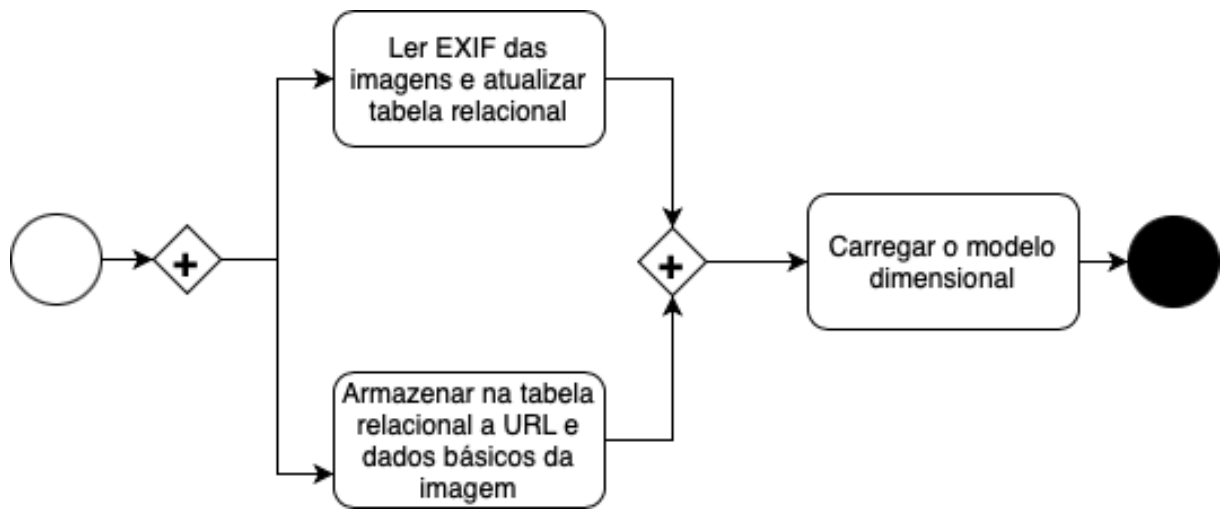 Ler EXIF das
imagens e atualizar
tabela relacional
+
+
Carregar o modelo
dimensional
Armazenar na tabela
relacional a URL e
dados básicos da
imagem